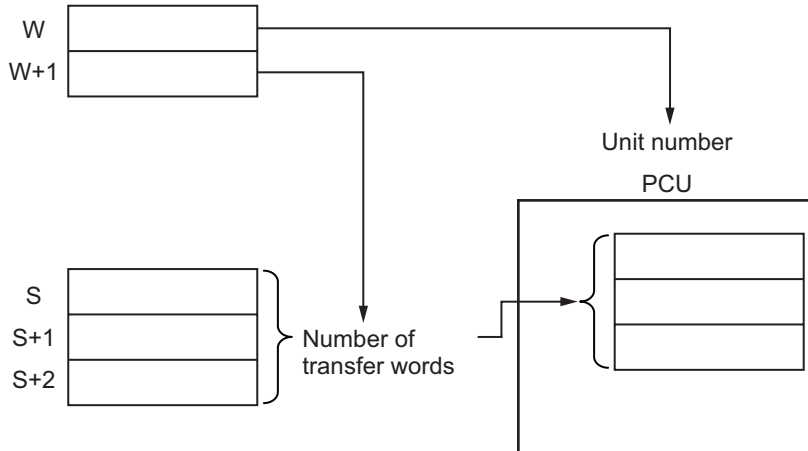 W
W+1
Unit number
PCU
S
S+1
S+2
Number of
transfer words